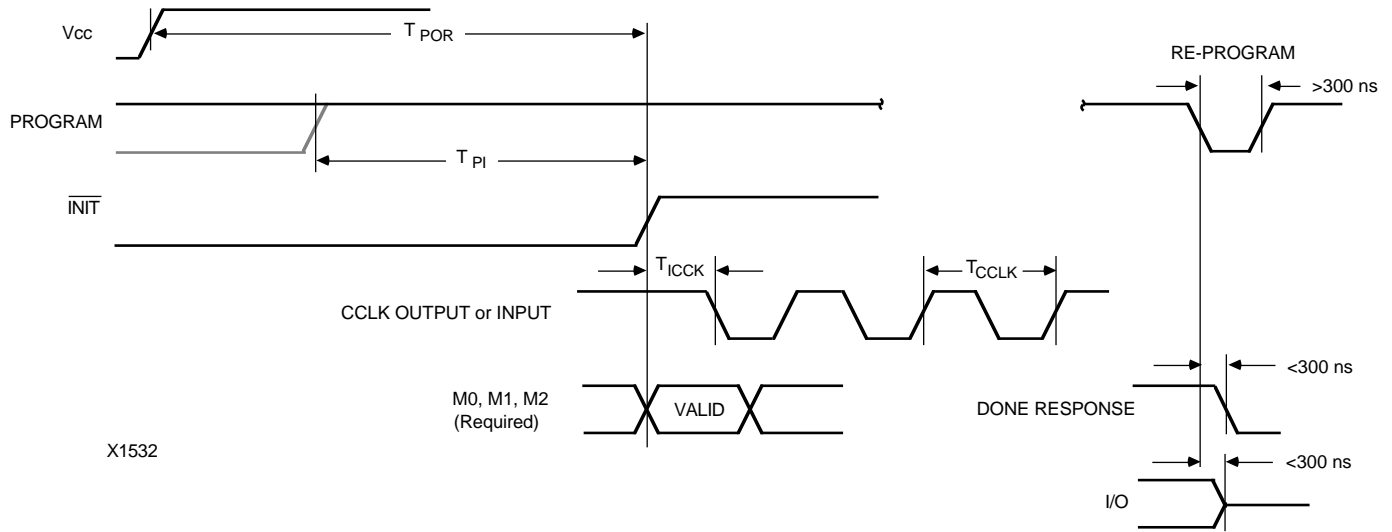 Vcc
T POR
RE-PROGRAM
>300 ns
PROGRAM
T PI
INIT
T ICCK
T CCLK
CCLK OUTPUT or INPUT
<300 ns
M0, M1, M2
(Required)
VALID
DONE RESPONSE
X1532
<300 ns
I/O